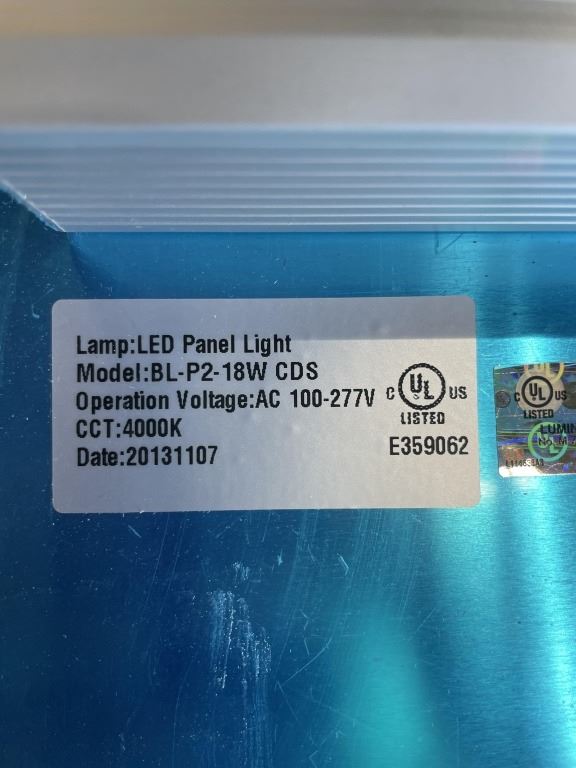 Lamp:LED Panel Light
Model:BL-P2-18W CDS
Operation Voltage:AC 100-277V
CCT:4000K
Date:20131107
C UL US
LISTED
E359062
C UL US
LISTED